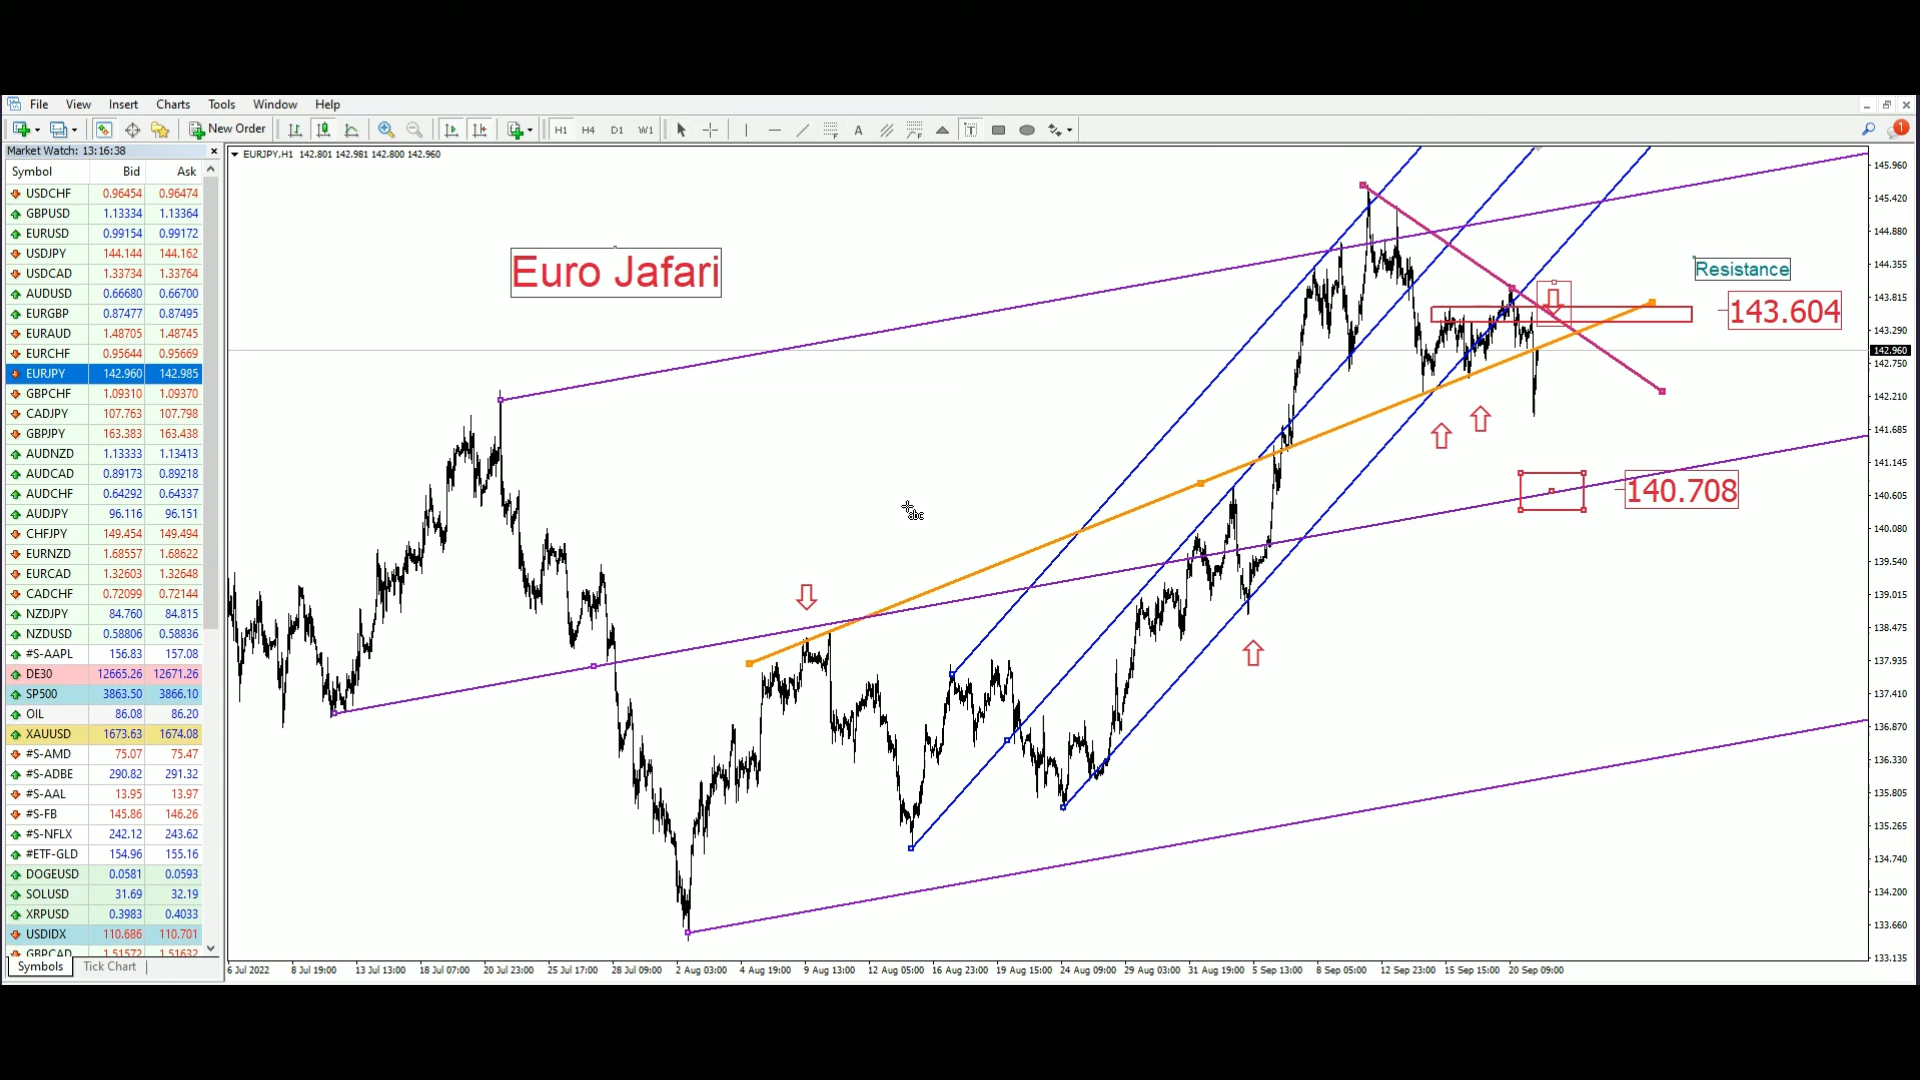 File View Insert Charts Tools Window Help
New Order H1 H4 D1 W1 A T 1
Market Watch: 13:16:38
EURJPY,H1 142.801 142.981 142.800 142.960
Symbol Bid Ask
USDCHF 0.96454 0.96474
GBPUSD 1.13334 1.13364
EURUSD 0.99154 0.99172
USDJPY 144.144 144.162
USDCAD 1.33734 1.33764
AUDUSD 0.66680 0.66700
EURGBP 0.87477 0.87495
EURAUD 1.48705 1.48745
EURCHF 0.95644 0.95669
EURJPY 142.960 142.985
GBPCHF 1.09310 1.09370
CADJPY 107.763 107.798
GBPJPY 163.383 163.438
AUDNZD 1.13333 1.13413
AUDCAD 0.89173 0.89218
AUDCHF 0.64292 0.64337
AUDJPY 96.116 96.151
CHFJPY 149.454 149.494
EURNZD 1.68557 1.68622
EURCAD 1.32603 1.32648
CADCHF 0.72099 0.72144
NZDJPY 84.760 84.815
NZDUSD 0.58806 0.58836
#S-AAPL 156.83 157.08
DE30 12665.26 12671.26
SP500 3863.50 3866.10
OIL 86.08 86.20
XAUUSD 1673.63 1674.08
#S-AMD 75.07 75.47
#S-ADBE 290.82 291.32
#S-AAL 13.95 13.97
#S-FB 145.86 146.26
#S-NFLX 242.12 243.62
#ETF-GLD 154.96 155.16
DOGEUSD 0.0581 0.0593
SOLUSD 31.69 32.19
XRPUSD 0.3983 0.4033
USDIDX 110.686 110.701
GBPCAD 1.51572 1.51632
Symbols Tick Chart
Euro Jafari
Resistance
143.604
140.708
abc
145.960
145.420
144.880
144.355
143.815
143.290
142.960
142.750
142.210
141.685
141.145
140.605
140.080
139.540
139.015
138.475
137.935
137.410
136.870
136.330
135.805
135.265
134.740
134.200
133.660
133.135
6 Jul 2022 8 Jul 19:00 13 Jul 13:00 18 Jul 07:00 20 Jul 23:00 25 Jul 17:00 28 Jul 09:00 2 Aug 03:00 4 Aug 19:00 9 Aug 13:00 12 Aug 05:00 16 Aug 23:00 19 Aug 15:00 24 Aug 09:00 29 Aug 03:00 31 Aug 19:00 5 Sep 13:00 8 Sep 05:00 12 Sep 23:00 15 Sep 15:00 20 Sep 09:00